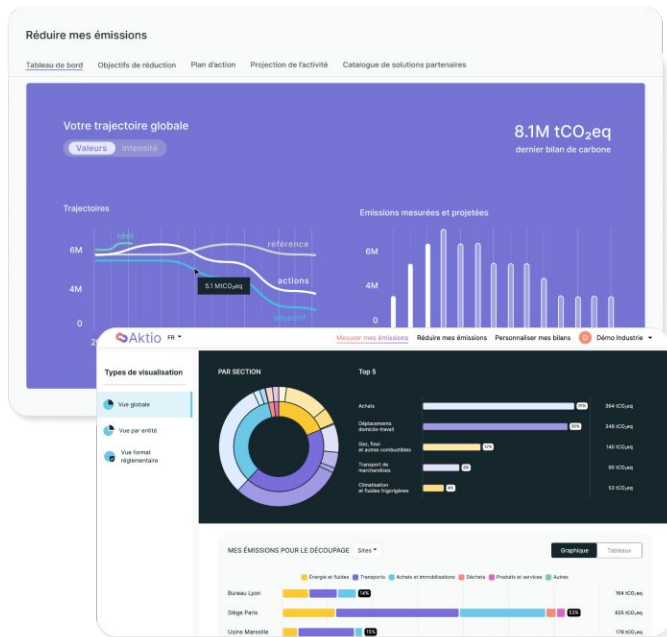 Réduire mes émissions
Tableau de bord Objectifs de réduction Plan d'action Projection de l'activité Catalogue de solutions partenaires
Votre trajectoire globale
Valeurs Intensité
8.1M tCO₂eq
dernier bilan de carbone
Trajectoires
réel
référence
6M
actions
5.1 MtCO₂eq
4M
objectif
0
Emissions mesurées et projetées
6M
4M
0
Aktio FR
Mesurer mes émissions Réduire mes émissions Personnaliser mes bilans D Démo Industrie
Types de visualisation
Vue globale
Vue par entité
Vue format
réglementaire
PAR SECTION
Top 5
Achats 364 tCO₂eq
Déplacements
domicile-travail 348 tCO₂eq
Gaz, fioul
et autres combustibles 140 tCO₂eq
Transport de
marchandises 90 tCO₂eq
Climatisation
et fluides frigorigènes 53 tCO₂eq
MES ÉMISSIONS POUR LE DÉCOUPAGE Sites
Graphique Tableaux
Énergie et fluides Transports Achats et immobilisations Déchets Produits et services Autres
Bureau Lyon 14% 164 tCO₂eq
Siège Paris 53% 635 tCO₂eq
Usine Marseille 15% 178 tCO₂eq